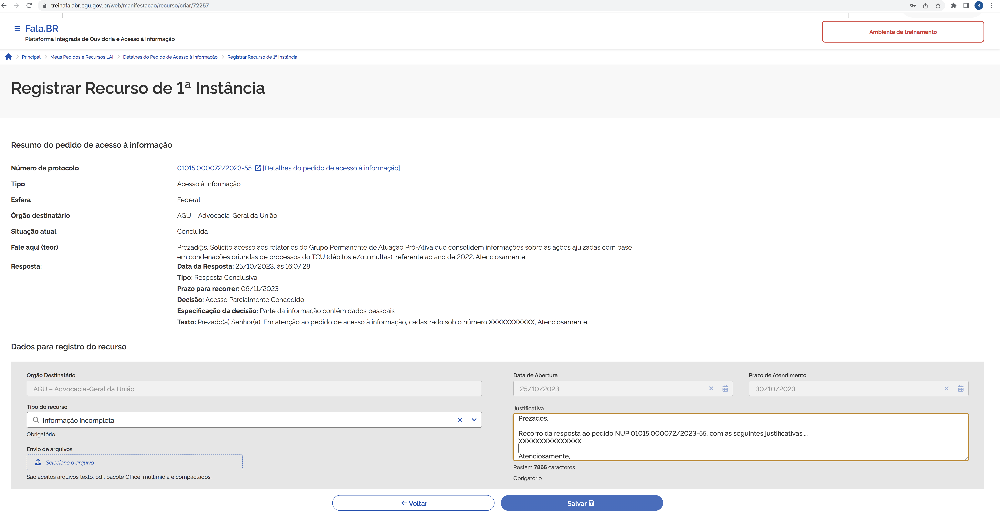 treinafalabr.cgu.gov.br/web/manifestacao/recurso/criar/72257
B
Fala.BR
Plataforma Integrada de Ouvidoria e Acesso à Informação
Ambiente de treinamento
Principal
Meus Pedidos e Recursos LAI
Detalhes do Pedido de Acesso à Informação
Registrar Recurso de 1ª Instância
Registrar Recurso de 1ª Instância
Resumo do pedido de acesso à informação
Número de protocolo
01015.000072/2023-55 [Detalhes do pedido de acesso à informação]
Tipo
Acesso à Informação
Esfera
Federal
Órgão destinatário
AGU – Advocacia-Geral da União
Situação atual
Concluída
Fale aqui (teor)
Prezad@s, Solicito acesso aos relatórios do Grupo Permanente de Atuação Pró-Ativa que consolidem informações sobre as ações ajuizadas com base
em condenações oriundas de processos do TCU (débitos e/ou multas), referente ao ano de 2022. Atenciosamente,
Resposta:
Data da Resposta: 25/10/2023, às 16:07:28
Tipo: Resposta Conclusiva
Prazo para recorrer: 06/11/2023
Decisão: Acesso Parcialmente Concedido
Especificação da decisão: Parte da informação contém dados pessoais
Texto: Prezado(a) Senhor(a), Em atenção ao pedido de acesso à informação, cadastrado sob o número XXXXXXXXXXX, Atenciosamente,
Dados para registro do recurso
Órgão Destinatário
AGU – Advocacia-Geral da União
Data de Abertura
25/10/2023
Prazo de Atendimento
30/10/2023
Tipo do recurso
Informação incompleta
Obrigatório.
Envio de arquivos
Selecione o arquivo
São aceitos arquivos texto, pdf, pacote Office, multimídia e compactados.
Justificativa
Prezados,
Recorro da resposta ao pedido NUP 01015.000072/2023-55, com as seguintes justificativas....
XXXXXXXXXXXXXXX
Atenciosamente,
Restam 7865 caracteres
Obrigatório.
Voltar
Salvar